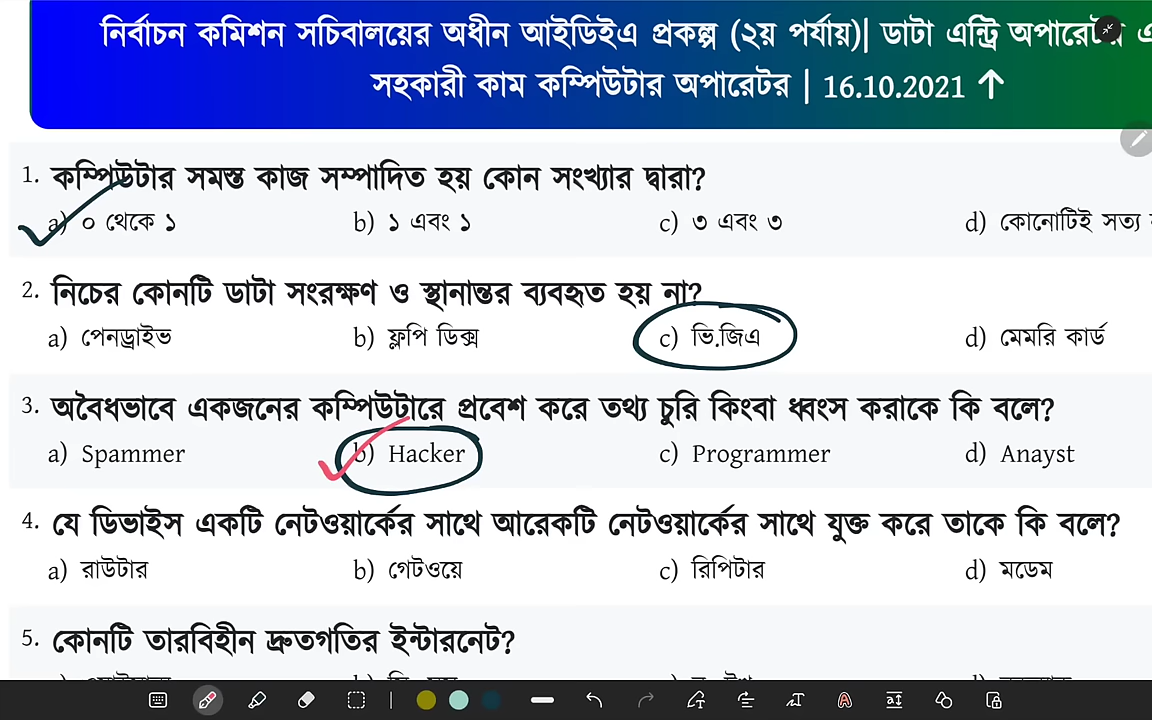 নির্বাচন কমিশন সচিবালয়ের অধীন আইডিইএ প্রকল্প (২য় পর্যায়)| ডাটা এন্ট্রি অপারেটর
সহকারী কাম কম্পিউটার অপারেটর | 16.10.2021 ↑
1. কম্পিউটার সমস্ত কাজ সম্পাদিত হয় কোন সংখ্যার দ্বারা?
a) ০ থেকে ১ b) ১ এবং ১ c) ৩ এবং ৩ d) কোনোটিই সত্য
2. নিচের কোনটি ডাটা সংরক্ষণ ও স্থানান্তর ব্যবহৃত হয় না?
a) পেনড্রাইভ b) ফ্লপি ডিক্স c) ভি.জিএ d) মেমরি কার্ড
3. অবৈধভাবে একজনের কম্পিউটারে প্রবেশ করে তথ্য চুরি কিংবা ধ্বংস করাকে কি বলে?
a) Spammer b) Hacker c) Programmer d) Anayst
4. যে ডিভাইস একটি নেটওয়ার্কের সাথে আরেকটি নেটওয়ার্কের সাথে যুক্ত করে তাকে কি বলে?
a) রাউটার b) গেটওয়ে c) রিপিটার d) মডেম
5. কোনটি তারবিহীন দ্রুতগতির ইন্টারনেট?